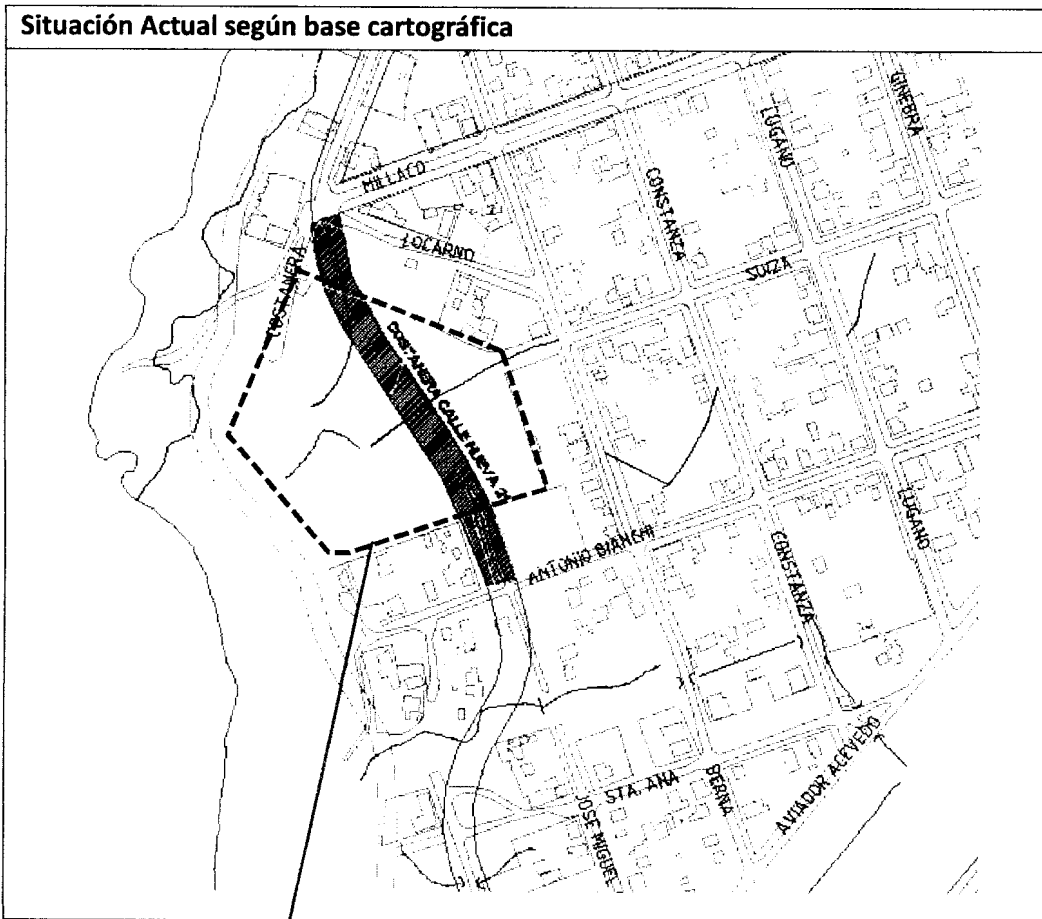 Situación Actual según base cartográfica
GINEBRA
LUGANO
MILLACO
CONSTANZA
LOCARNO
COSTANERA
SUIZA
COSTANERA CALLE NUEVA 2
LUGANO
ANTONIO BIANCHI
CONSTANZA
AVIADOR ACEVEDO
STA. ANA
BERNA
JOSE MIGUEL